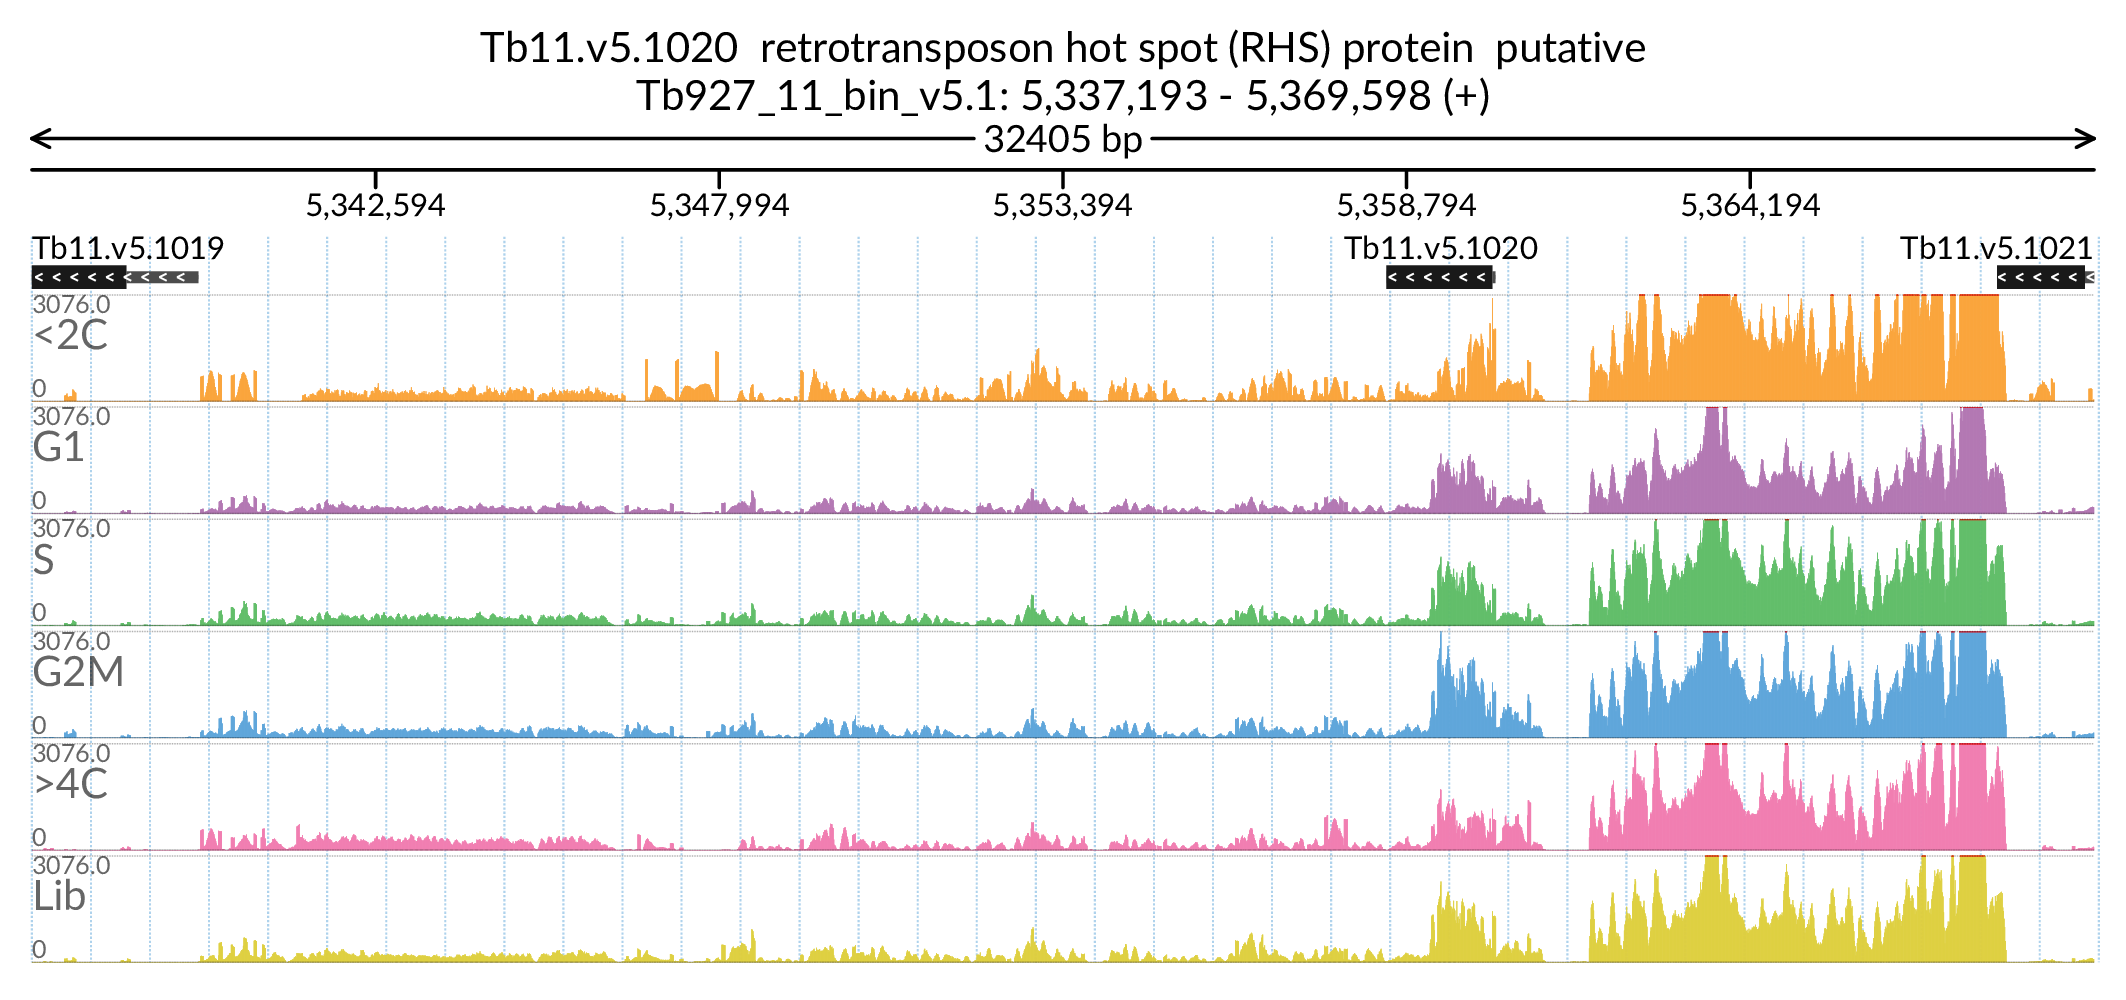 Tb11.v5.1020  retrotransposon hot spot (RHS) protein  putative
Tb927_11_bin_v5.1: 5,337,193 - 5,369,598 (+)
32405 bp
5,342,594 5,347,994 5,353,394 5,358,794 5,364,194
Tb11.v5.1019 Tb11.v5.1020 Tb11.v5.1021
3076.0
<2C
0
3076.0
G1
0
3076.0
S
0
3076.0
G2M
0
3076.0
>4C
0
3076.0
Lib
0